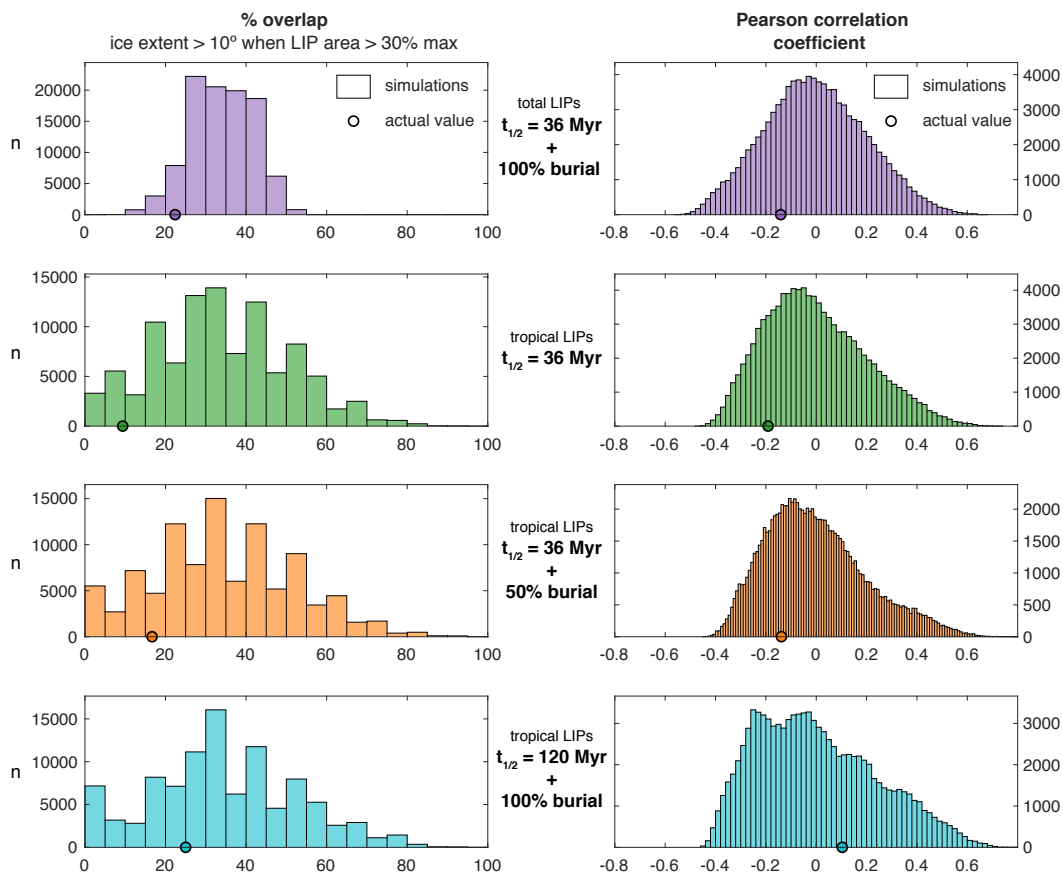 % overlap
ice extent > 10º when LIP area > 30% max
Pearson correlation
coefficient
simulations
actual value
n
20000
15000
10000
5000
0
0 20 40 60 80 100
total LIPs
t1/2 = 36 Myr
+
100% burial
simulations
actual value
4000
3000
2000
1000
0
-0.8 -0.6 -0.4 -0.2 0 0.2 0.4 0.6
n
15000
10000
5000
0
0 20 40 60 80 100
tropical LIPs
t1/2 = 36 Myr
4000
3000
2000
1000
0
-0.8 -0.6 -0.4 -0.2 0 0.2 0.4 0.6
n
15000
10000
5000
0
0 20 40 60 80 100
tropical LIPs
t1/2 = 36 Myr
+
50% burial
2000
1500
1000
500
0
-0.8 -0.6 -0.4 -0.2 0 0.2 0.4 0.6
n
15000
10000
5000
0
0 20 40 60 80 100
tropical LIPs
t1/2 = 120 Myr
+
100% burial
3000
2000
1000
0
-0.8 -0.6 -0.4 -0.2 0 0.2 0.4 0.6